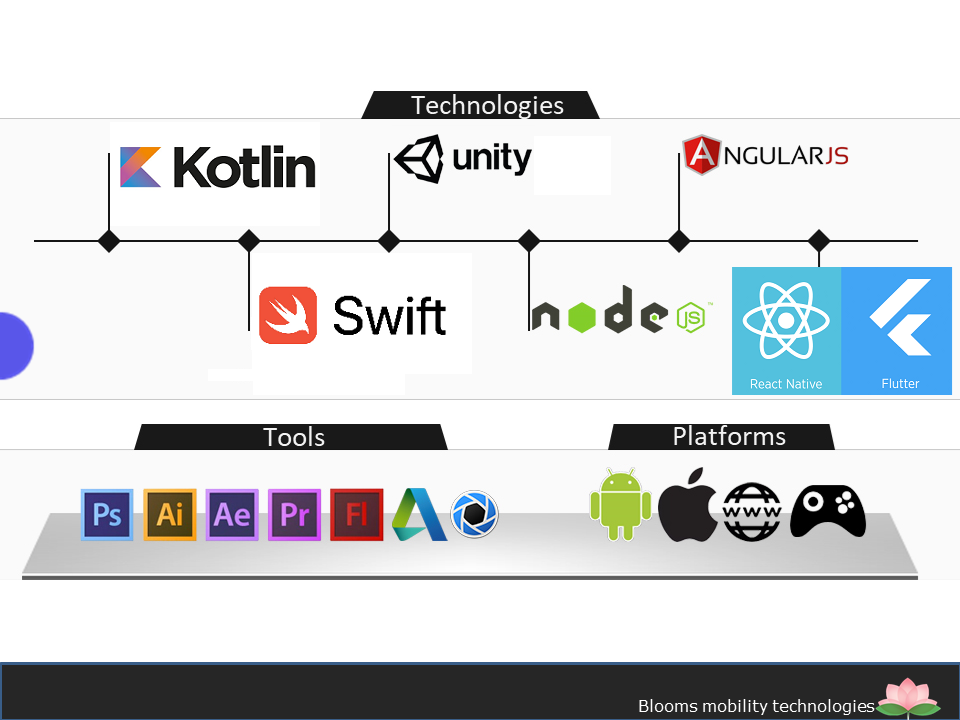 Technologies
Kotlin
unity
ANGULARJS
Swift
node
JS
™
React Native
Flutter
Tools
Platforms
Ps
Ai
Ae
Pr
Fl
www
Blooms mobility technologies